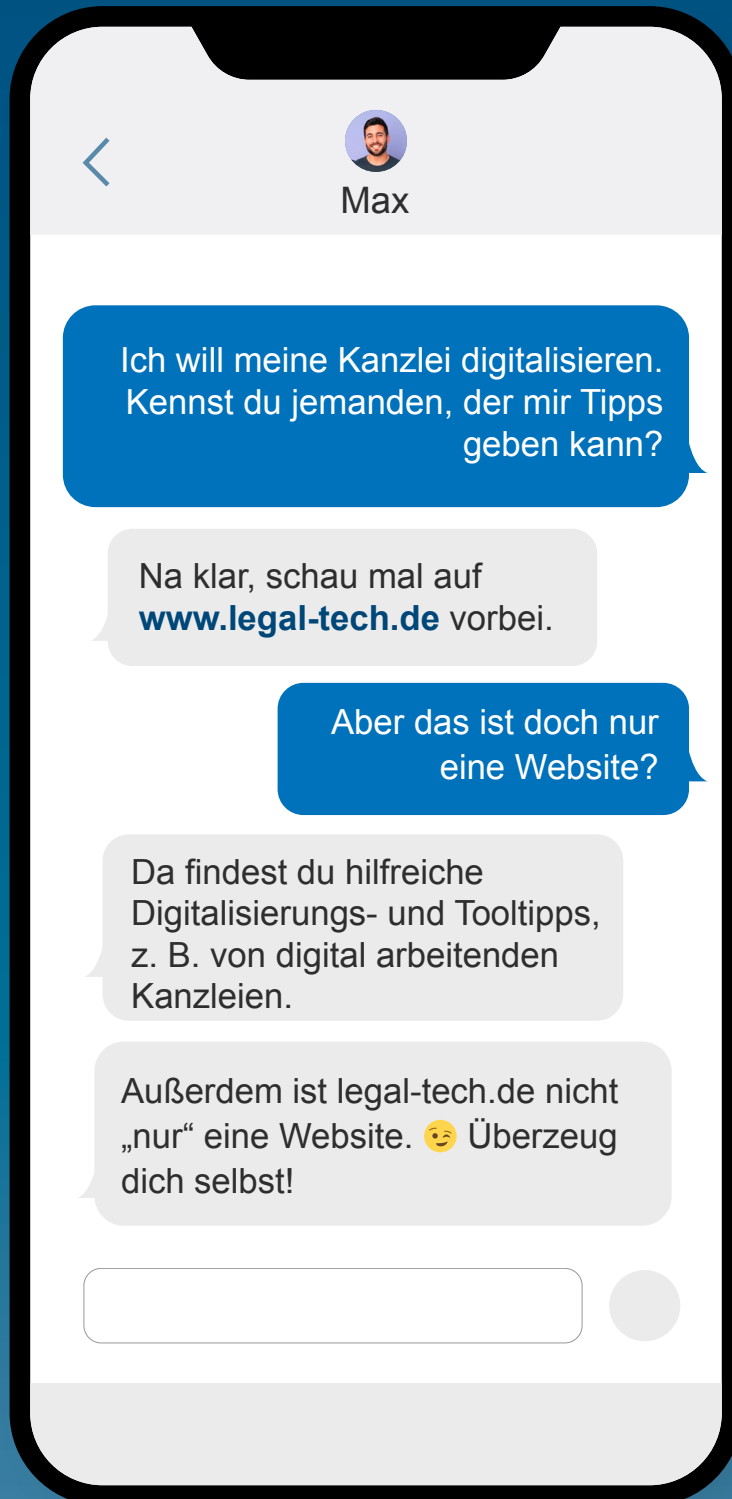 Max
Ich will meine Kanzlei digitalisieren.
Kennst du jemanden, der mir Tipps
geben kann?
Na klar, schau mal auf
www.legal-tech.de vorbei.
Aber das ist doch nur
eine Website?
Da findest du hilfreiche
Digitalisierungs- und Tooltipps,
z. B. von digital arbeitenden
Kanzleien.
Außerdem ist legal-tech.de nicht
„nur“ eine Website. 😉 Überzeug
dich selbst!